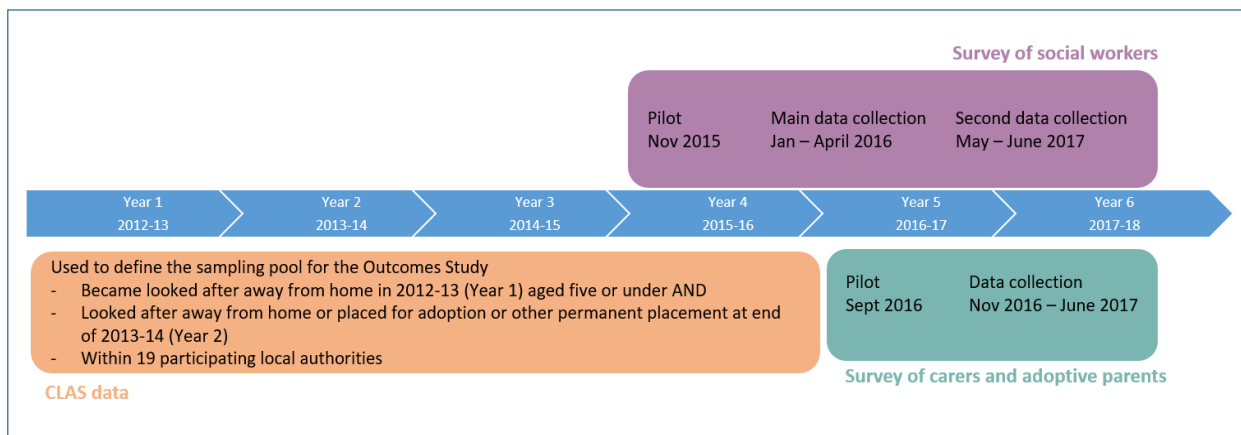 Survey of social workers
Pilot Main data collection Second data collection
Nov 2015 Jan – April 2016 May – June 2017
Year 1 Year 2 Year 3 Year 4 Year 5 Year 6
2012-13 2013-14 2014-15 2015-16 2016-17 2017-18
Used to define the sampling pool for the Outcomes Study
- Became looked after away from home in 2012-13 (Year 1) aged five or under AND
- Looked after away from home or placed for adoption or other permanent placement at end
of 2013-14 (Year 2)
- Within 19 participating local authorities
CLAS data
Pilot Data collection
Sept 2016 Nov 2016 – June 2017
Survey of carers and adoptive parents